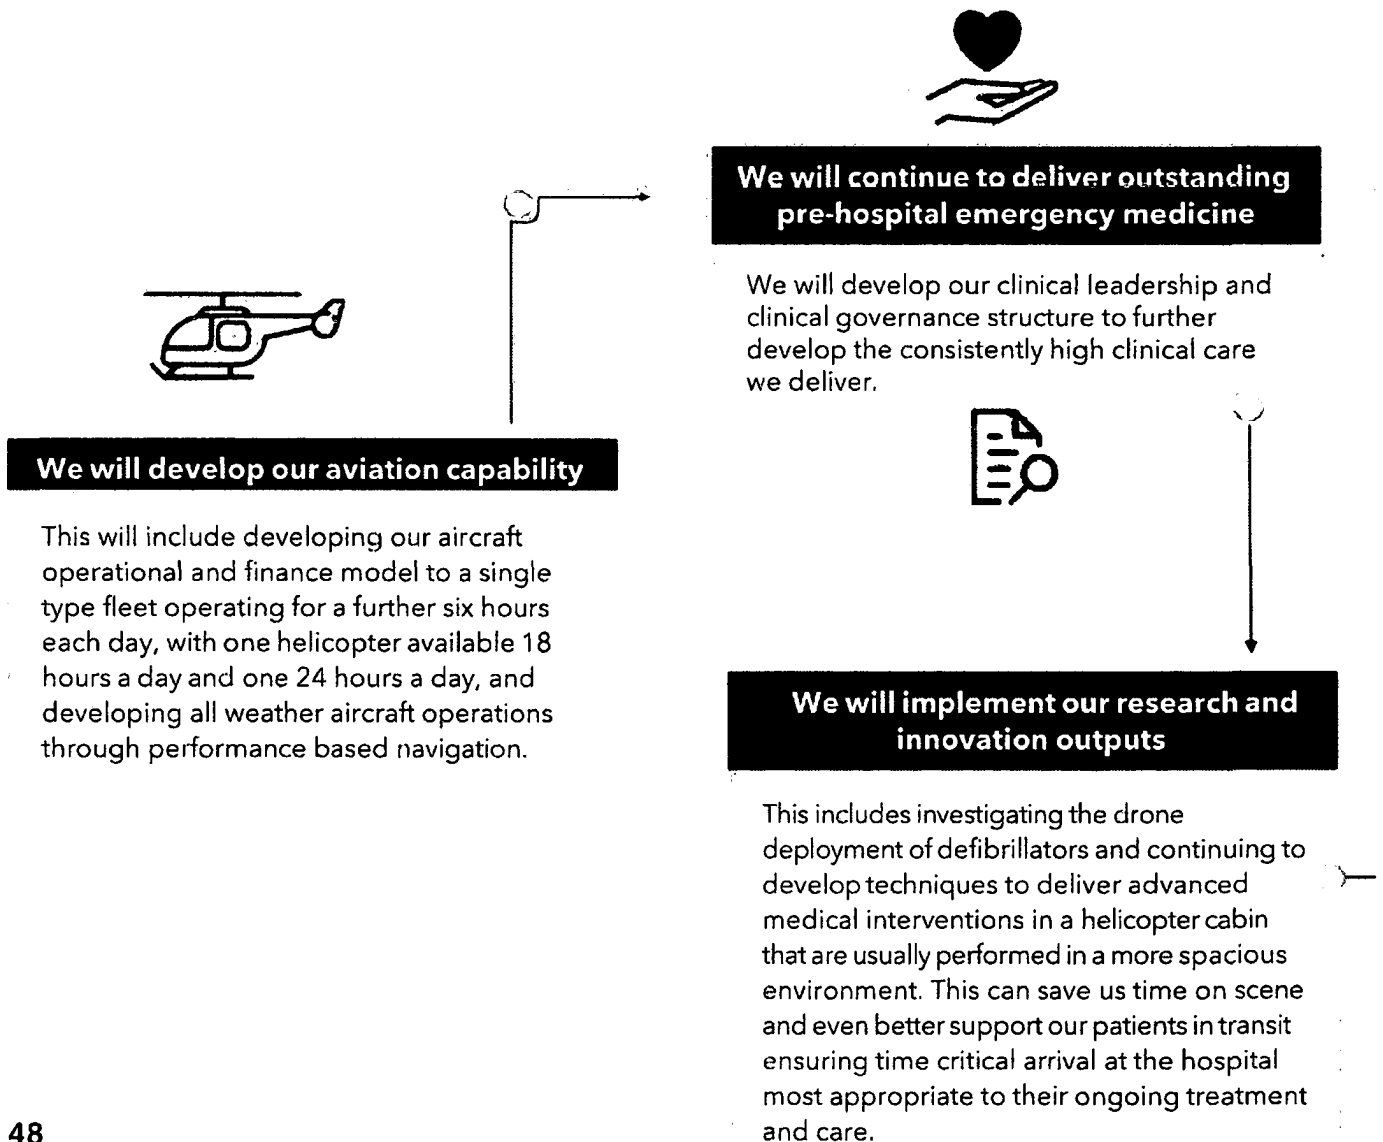 We will develop our aviation capability
This will include developing our aircraft
operational and finance model to a single
type fleet operating for a further six hours
each day, with one helicopter available 18
hours a day and one 24 hours a day, and
developing all weather aircraft operations
through performance based navigation.
We will continue to deliver outstanding
pre-hospital emergency medicine
We will develop our clinical leadership and
clinical governance structure to further
develop the consistently high clinical care
we deliver.
We will implement our research and
innovation outputs
This includes investigating the drone
deployment of defibrillators and continuing to
develop techniques to deliver advanced
medical interventions in a helicopter cabin
that are usually performed in a more spacious
environment. This can save us time on scene
and even better support our patients in transit
ensuring time critical arrival at the hospital
most appropriate to their ongoing treatment
and care.
48